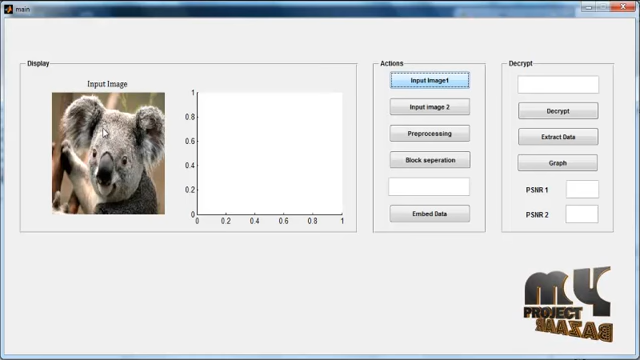 main
Display
Input Image
1
0.8
0.6
0.4
0.2
0
0 0.2 0.4 0.6 0.8 1
Actions
Input Image1
Input image 2
Preprocessing
Block seperation
Embed Data
Decrypt
Decrypt
Extract Data
Graph
PSNR 1
PSNR 2
MY
PROJECT
BAZAAR